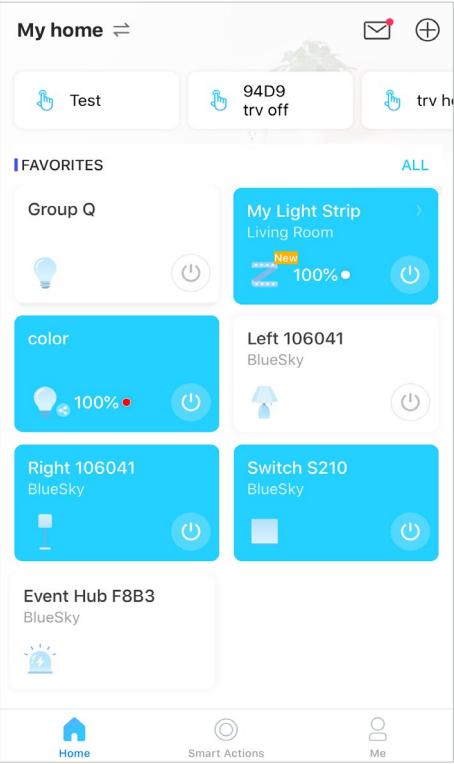 My home
Test
94D9
trv off
trv h
FAVORITES
ALL
Group Q
My Light Strip
Living Room
New
100%
color
100%
Left 106041
BlueSky
Right 106041
BlueSky
Switch S210
BlueSky
Event Hub F8B3
BlueSky
Home
Smart Actions
Me